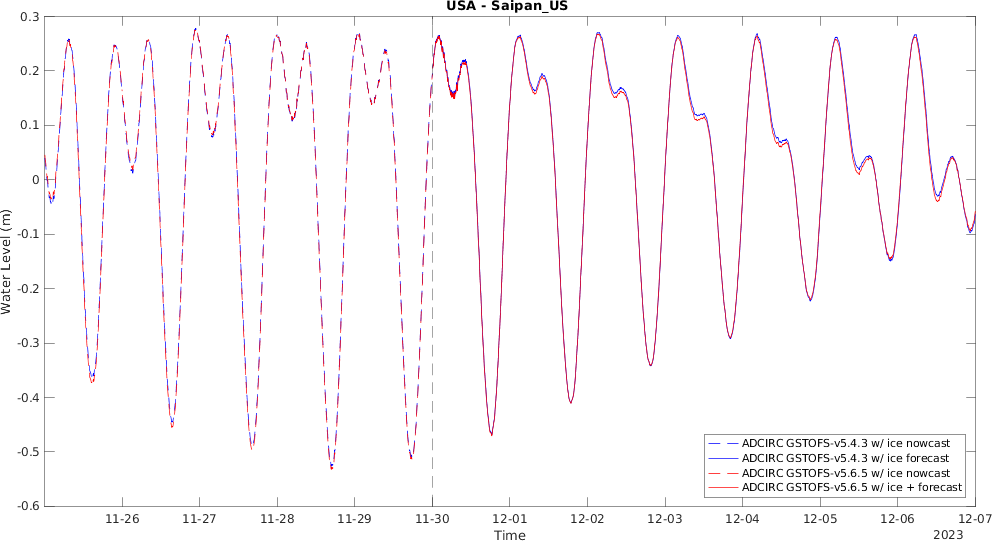 USA - Saipan_US
Water Level (m)
0.3
0.2
0.1
0
-0.1
-0.2
-0.3
-0.4
-0.5
-0.6
ADCIRC GSTOFS-v5.4.3 w/ ice nowcast
ADCIRC GSTOFS-v5.4.3 w/ ice forecast
ADCIRC GSTOFS-v5.6.5 w/ ice nowcast
ADCIRC GSTOFS-v5.6.5 w/ ice + forecast
11-26 11-27 11-28 11-29 11-30 12-01 12-02 12-03 12-04 12-05 12-06 12-07
Time
2023